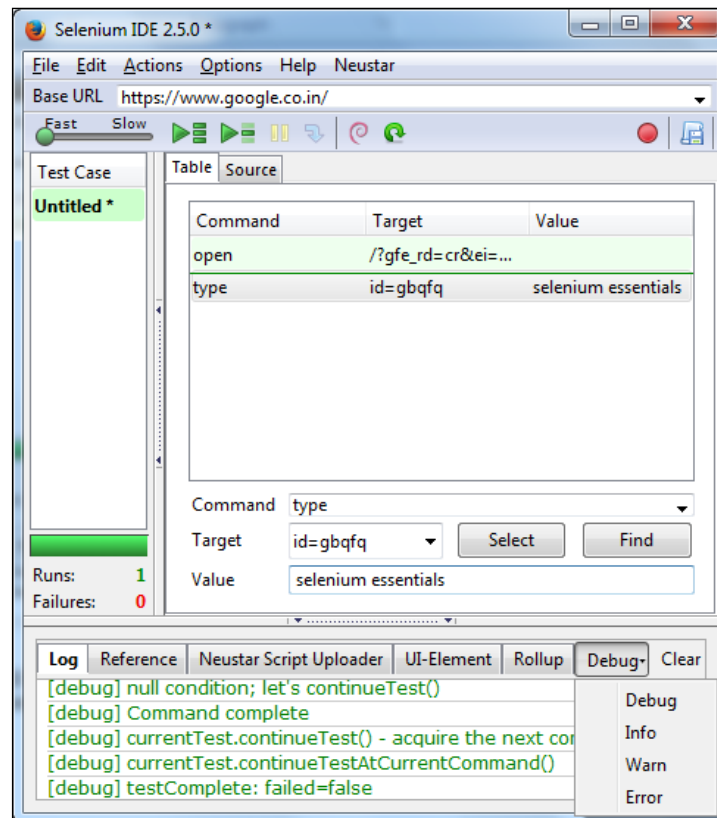 Selenium IDE 2.5.0 *
File Edit Actions Options Help Neustar
Base URL https://www.google.co.in/
Fast Slow
Test Case
Untitled *
Table Source
Command Target Value
open /?gfe_rd=cr&ei=...
type id=gbqfq selenium essentials
Command type
Target id=gbqfq Select Find
Value selenium essentials
Runs: 1
Failures: 0
Log Reference Neustar Script Uploader UI-Element Rollup Debug Clear
[debug] null condition; let's continueTest()
[debug] Command complete
[debug] currentTest.continueTest() - acquire the next cor
[debug] currentTest.continueTestAtCurrentCommand()
[debug] testComplete: failed=false
Debug
Info
Warn
Error